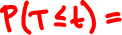 P(T≤t) =